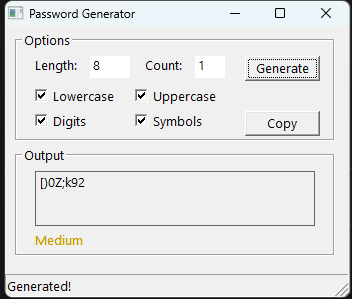 Password Generator
Options
Length: 8 Count: 1 Generate
Lowercase Uppercase
Digits Symbols Copy
Output
[)0Z;k92
Medium
Generated!